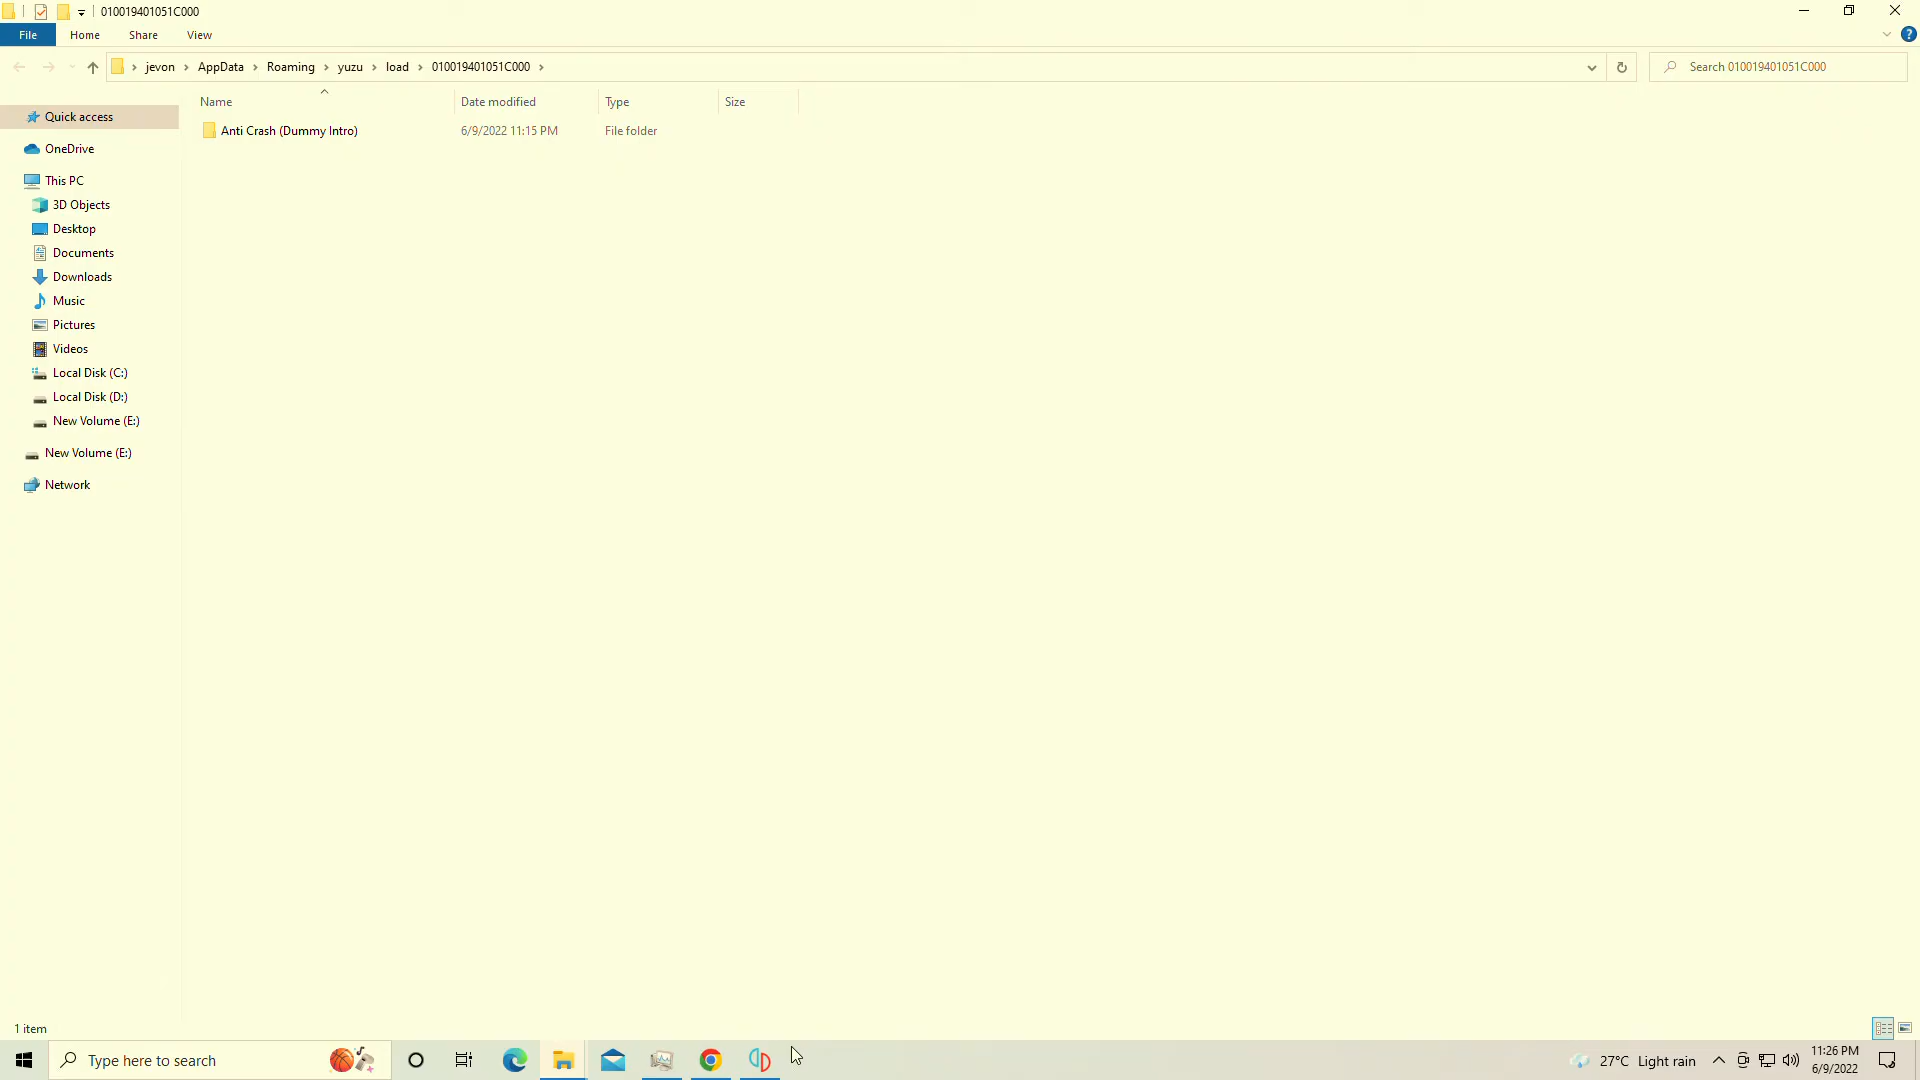 010019401051C000
File Home Share View
jevon AppData Roaming yuzu load 010019401051C000
Search 010019401051C000
Name Date modified Type Size
Anti Crash (Dummy Intro) 6/9/2022 11:15 PM File folder
Quick access
OneDrive
This PC
3D Objects
Desktop
Documents
Downloads
Music
Pictures
Videos
Local Disk (C:)
Local Disk (D:)
New Volume (E:)
New Volume (E:)
Network
1 item
Type here to search
27°C Light rain
11:26 PM
6/9/2022